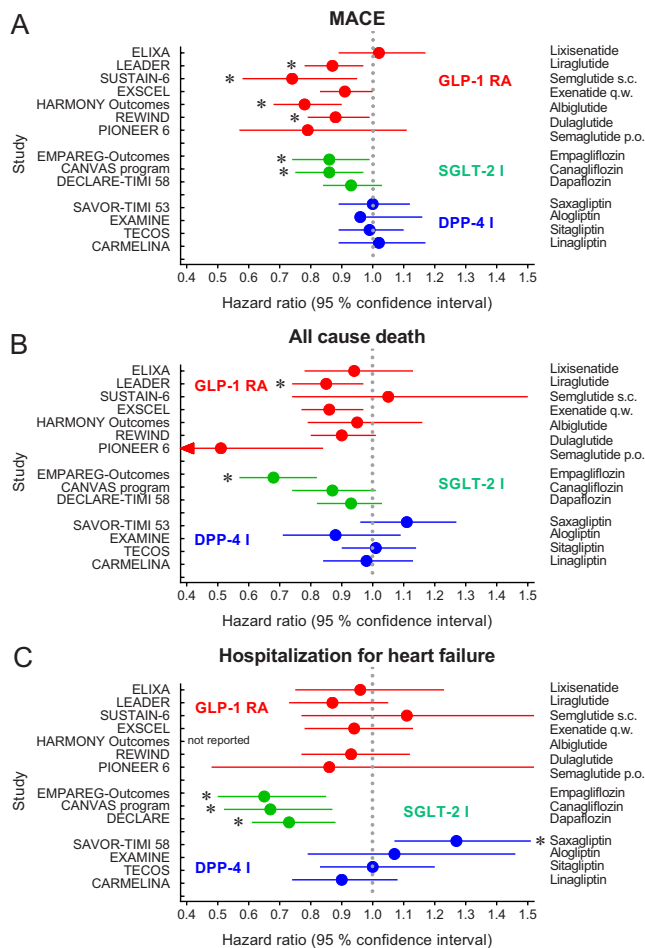 A
MACE
Study
ELIXA
Lixisenatide
LEADER
*
Liraglutide
SUSTAIN-6
*
Semglutide s.c.
EXSCEL
GLP-1 RA
Exenatide q.w.
HARMONY Outcomes
*
Albiglutide
REWIND
*
Dulaglutide
PIONEER 6
Semaglutide p.o.
EMPAREG-Outcomes
*
Empagliflozin
CANVAS program
*
SGLT-2 I
Canagliflozin
DECLARE-TIMI 58
Dapaflozin
SAVOR-TIMI 53
Saxagliptin
EXAMINE
DPP-4 I
Alogliptin
TECOS
Sitagliptin
CARMELINA
Linagliptin
0.4 0.5 0.6 0.7 0.8 0.9 1.0 1.1 1.2 1.3 1.4 1.5
Hazard ratio (95 % confidence interval)
B
All cause death
Study
ELIXA
Lixisenatide
LEADER
GLP-1 RA
*
Liraglutide
SUSTAIN-6
Semglutide s.c.
EXSCEL
Exenatide q.w.
HARMONY Outcomes
Albiglutide
REWIND
Dulaglutide
PIONEER 6
Semaglutide p.o.
EMPAREG-Outcomes
*
Empagliflozin
CANVAS program
SGLT-2 I
Canagliflozin
DECLARE-TIMI 58
Dapaflozin
SAVOR-TIMI 53
Saxagliptin
EXAMINE
DPP-4 I
Alogliptin
TECOS
Sitagliptin
CARMELINA
Linagliptin
0.4 0.5 0.6 0.7 0.8 0.9 1.0 1.1 1.2 1.3 1.4 1.5
Hazard ratio (95 % confidence interval)
C
Hospitalization for heart failure
Study
ELIXA
Lixisenatide
LEADER
GLP-1 RA
Liraglutide
SUSTAIN-6
Semglutide s.c.
EXSCEL
Exenatide q.w.
HARMONY Outcomes
not reported
Albiglutide
REWIND
Dulaglutide
PIONEER 6
Semaglutide p.o.
EMPAREG-Outcomes
*
Empagliflozin
CANVAS program
*
SGLT-2 I
Canagliflozin
DECLARE
*
Dapaflozin
SAVOR-TIMI 58
*
Saxagliptin
EXAMINE
DPP-4 I
Alogliptin
TECOS
Sitagliptin
CARMELINA
Linagliptin
0.4 0.5 0.6 0.7 0.8 0.9 1.0 1.1 1.2 1.3 1.4 1.5
Hazard ratio (95 % confidence interval)